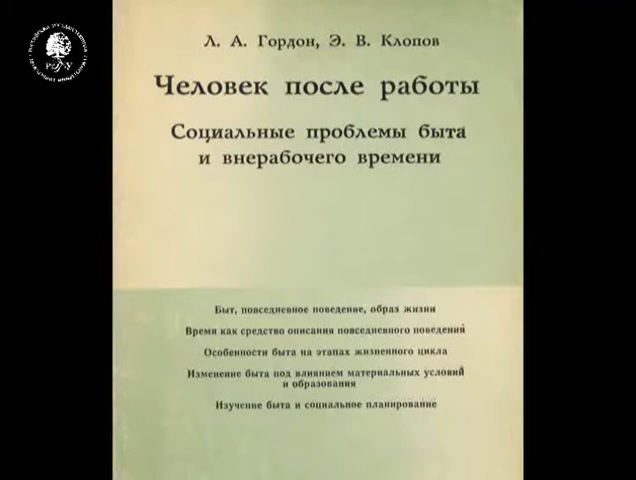 Л. А. Гордон, Э. В. Клопов
Человек после работы
Социальные проблемы быта
и внерабочего времени
Быт, повседневное поведение, образ жизни
Время как средство описания повседневного поведений
Особенности быта на этапах жизненного цикла
Изменение быта под влиянием материальных условий
и образования
Изучение быта и социальное планирование